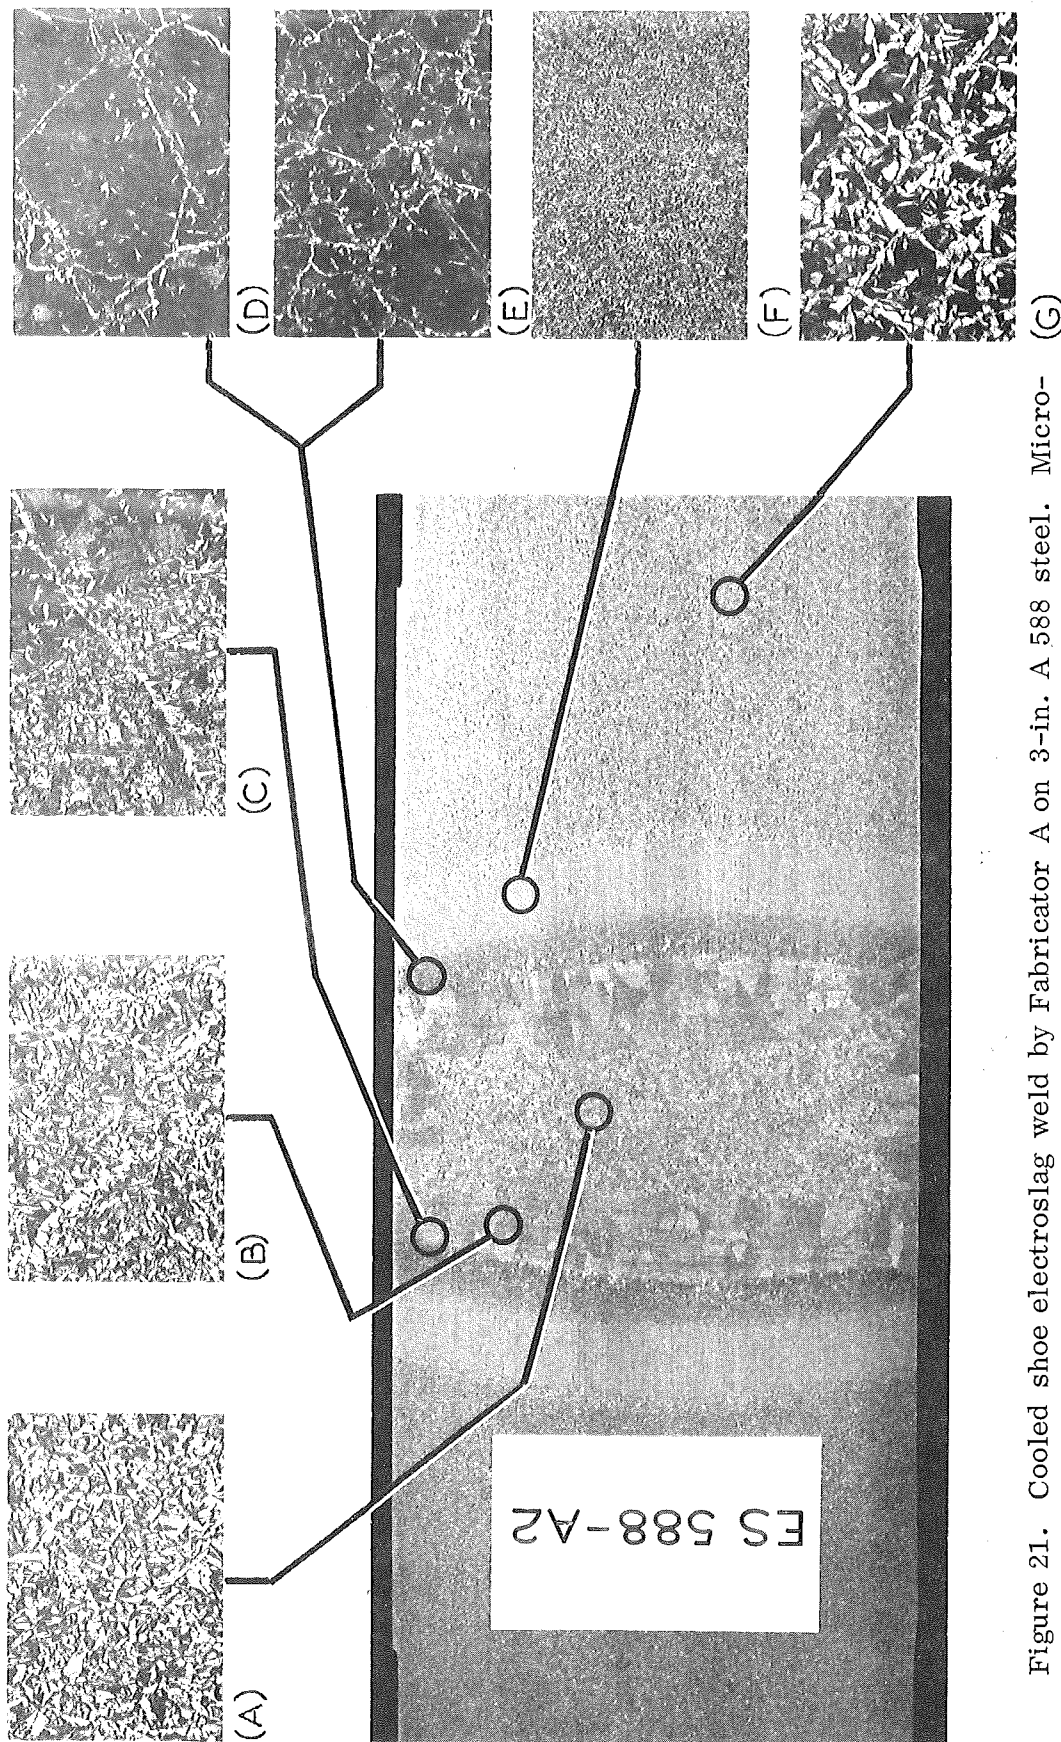 (A)
(B)
(C)
(D)
(E)
(F)
(G)
ES 588-A2
Figure 21. Cooled shoe electroslag weld by Fabricator A on 3-in. A 588 steel. Micro-